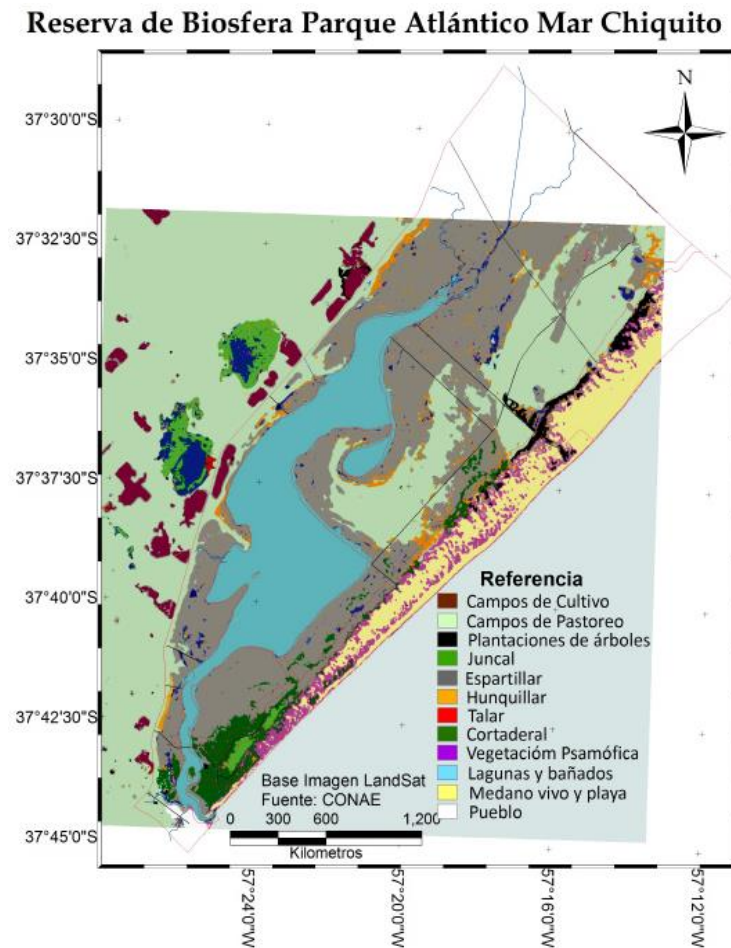 Reserva de Biosfera Parque Atlántico Mar Chiquito
N
37°30'0"S
37°32'30"S
37°35'0"S
37°37'30"S
37°40'0"S
37°42'30"S
37°45'0"S
Referencia
Campos de Cultivo
Campos de Pastoreo
Plantaciones de árboles
Juncal
Espartillar
Hunquillar
Talar
Cortaderal
Vegetacióm Psamófica
Lagunas y bañados
Medano vivo y playa
Pueblo
Base Imagen LandSat
Fuente: CONAE
0 300 600 1,200
Kilometros
57°24'0"W
57°20'0"W
57°16'0"W
57°12'0"W